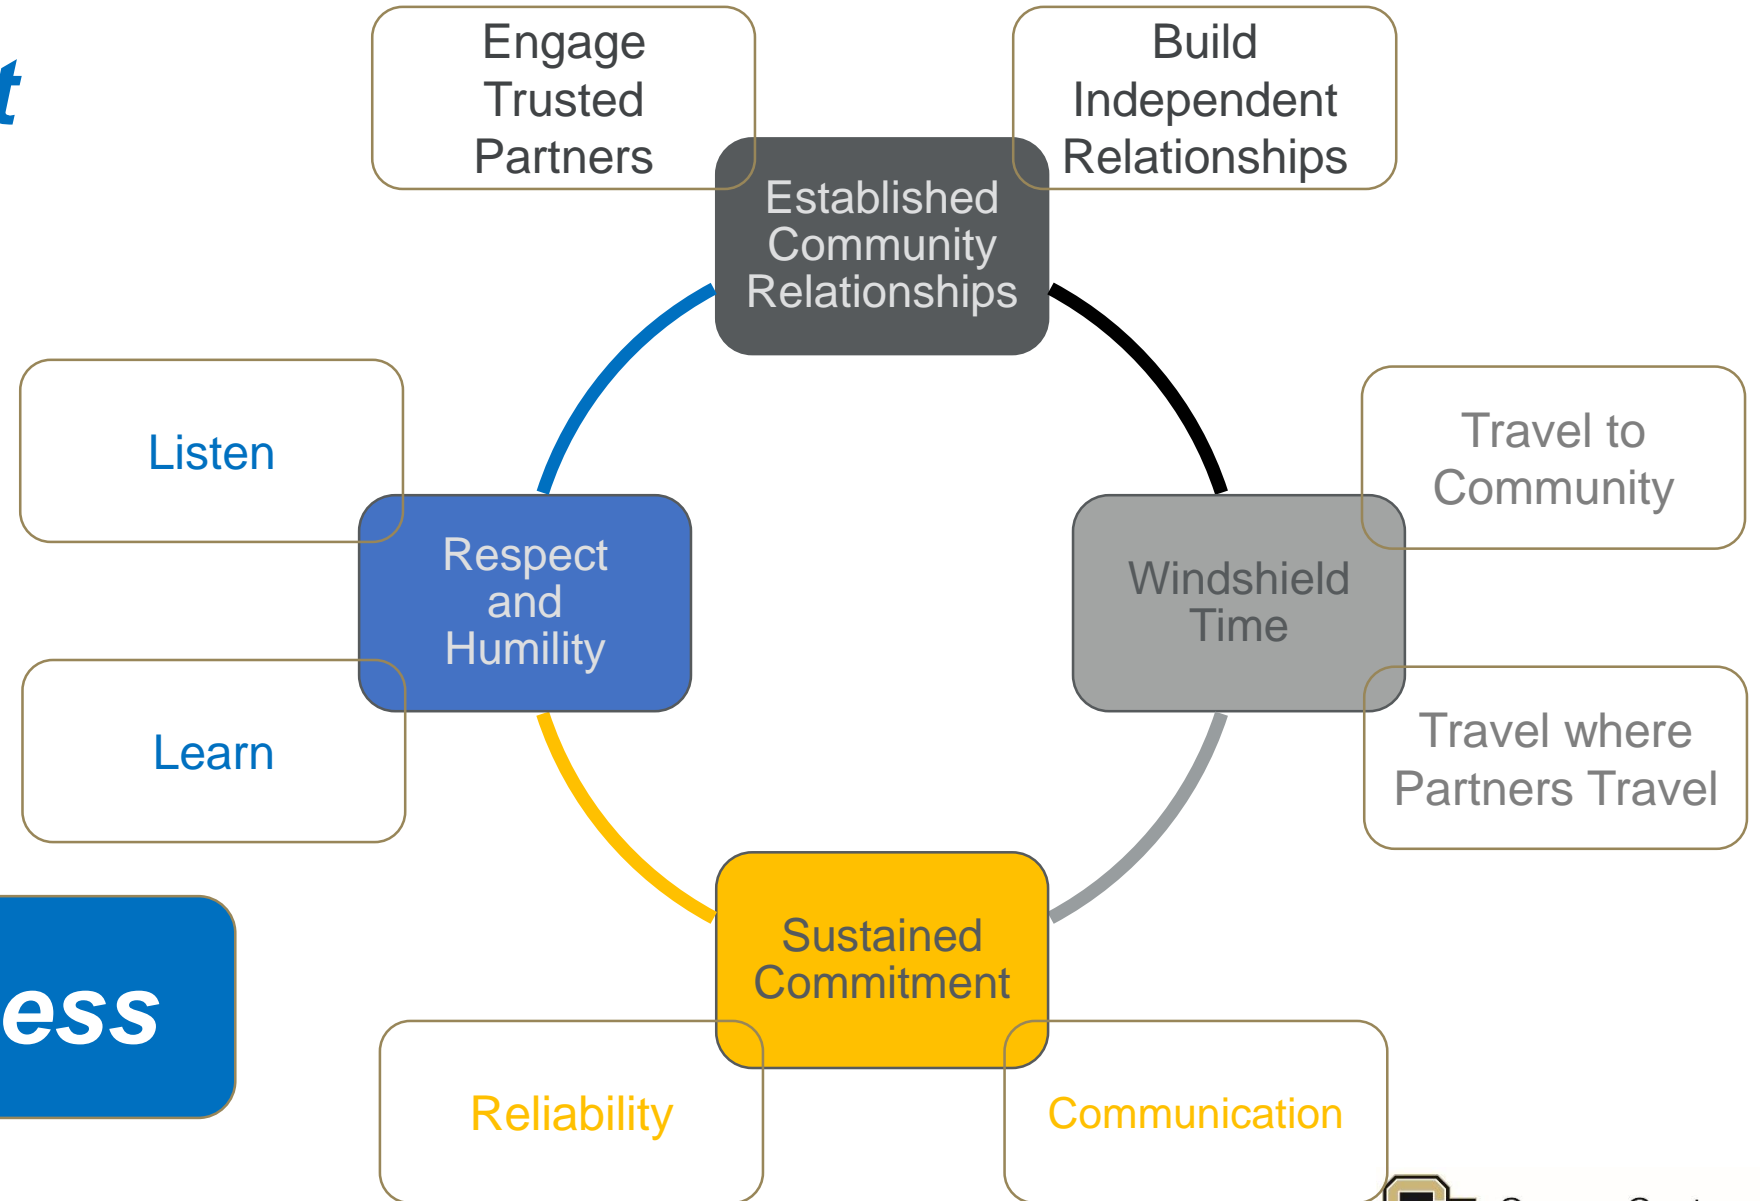 t
Engage
Trusted
Partners
Build
Independent
Relationships
Established
Community
Relationships
Listen
Travel to
Community
Respect
and
Humility
Windshield
Time
Learn
Travel where
Partners Travel
Sustained
Commitment
ess
Reliability
Communication